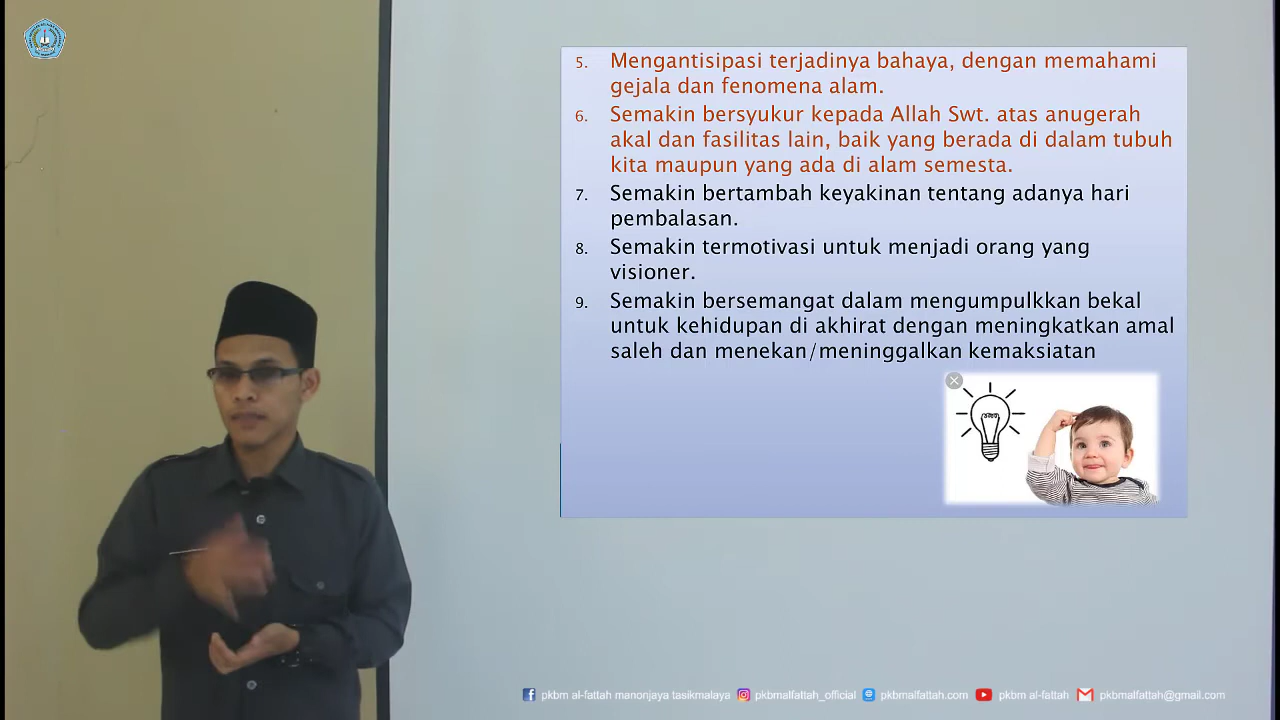 5. Mengantisipasi terjadinya bahaya, dengan memahami
gejala dan fenomena alam.
6. Semakin bersyukur kepada Allah Swt. atas anugerah
akal dan fasilitas lain, baik yang berada di dalam tubuh
kita maupun yang ada di alam semesta.
7. Semakin bertambah keyakinan tentang adanya hari
pembalasan.
8. Semakin termotivasi untuk menjadi orang yang
visioner.
9. Semakin bersemangat dalam mengumpulkkan bekal
untuk kehidupan di akhirat dengan meningkatkan amal
saleh dan menekan/meninggalkan kemaksiatan
pkbm al-fattah manonjaya tasikmalaya pkbmalfattah_official pkbmalfattah.com pkbm al-fattah pkbmalfattah@gmail.com